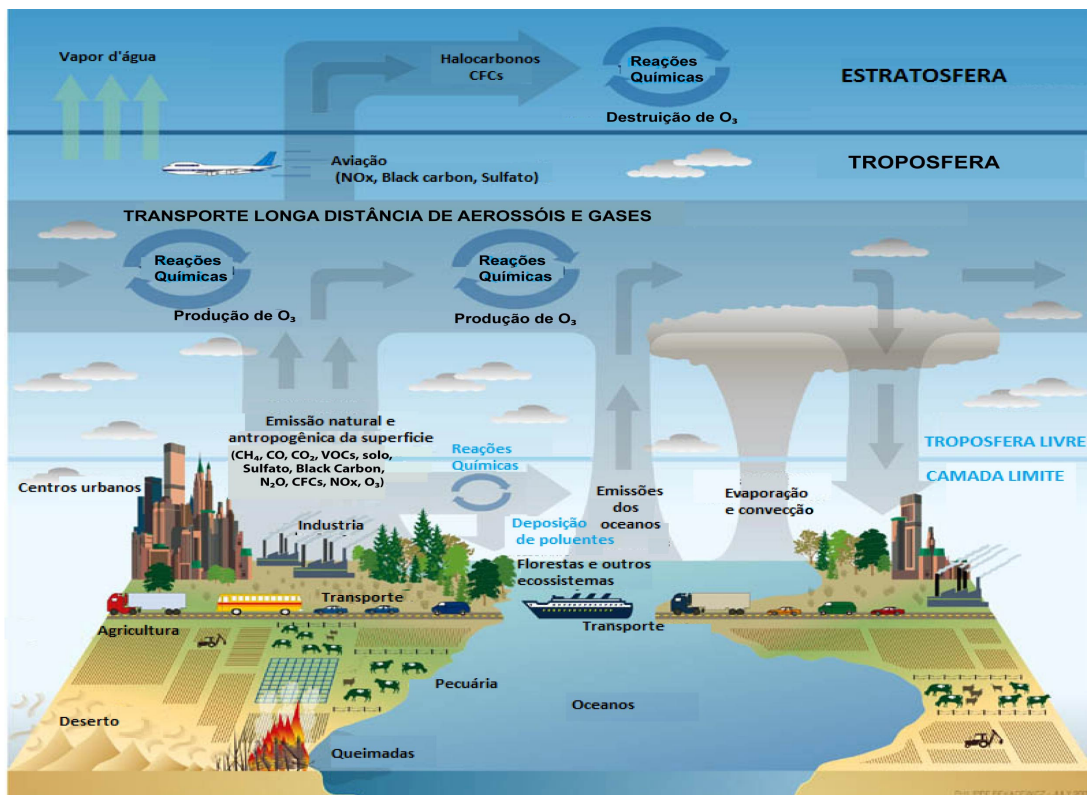 Vapor d'água
Halocarbonos
CFCs
Reações
Químicas
Destruição de O₃
ESTRATOSFERA
Aviação
(NOx, Black carbon, Sulfato)
TROPOSFERA
TRANSPORTE LONGA DISTÂNCIA DE AEROSSÓIS E GASES
Reações
Químicas
Produção de O₃
Reações
Químicas
Produção de O₃
Emissão natural e
antropogênica da superficie
(CH₄, CO, CO₂, VOCs, solo,
Sulfato, Black Carbon,
N₂O, CFCs, NOx, O₃)
Reações
Químicas
TROPOSFERA LIVRE
CAMADA LIMITE
Centros urbanos
Industria
Deposição
de poluentes
Emissões
dos
oceanos
Evaporação
e convecção
Florestas e outros
ecossistemas
Transporte
Transporte
Agricultura
Pecuária
Oceanos
Deserto
Queimadas